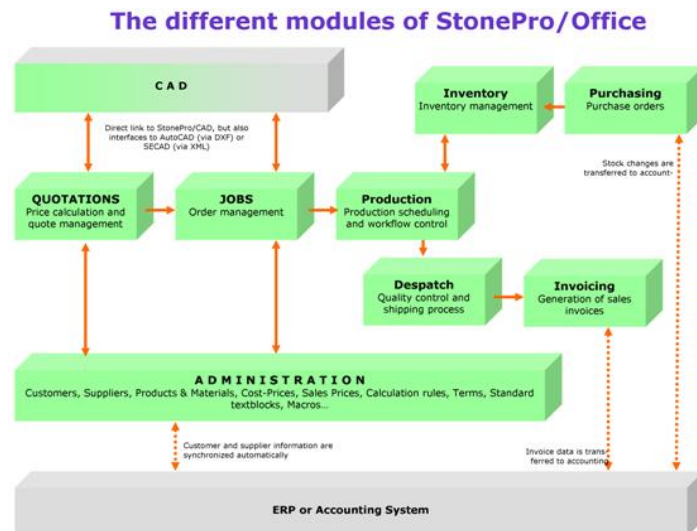 The different modules of StonePro/Office
C A D
Direct link to StonePro/CAD, but also
interfaces to AutoCAD (via DXF) or
SECAD (via XML)
Inventory
Inventory management
Purchasing
Purchase orders
Stock changes are
transferred to account-
QUOTATIONS
Price calculation and
quote management
JOBS
Order management
Production
Production scheduling
and workflow control
Despatch
Quality control and
shipping process
Invoicing
Generation of sales
invoices
A D M I N I S T R A T I O N
Customers, Suppliers, Products & Materials, Cost-Prices, Sales Prices, Calculation rules, Terms, Standard
textblocks, Macros…
Customer and supplier information are
synchronized automatically
Invoice data is trans-
ferred to accounting
ERP or Accounting System